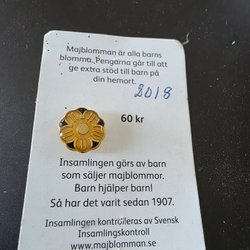 Majblomman är alla barns
blomma. Pengarna går till att
ge extra stöd till barn på
din hemort.
2018
60 kr
Insamlingen görs av barn
som säljer majblommor.
Barn hjälper barn!
Så har det varit sedan 1907.
Insamlingen kontrolleras av Svensk
Insamlingskontroll
www.majblomman.se